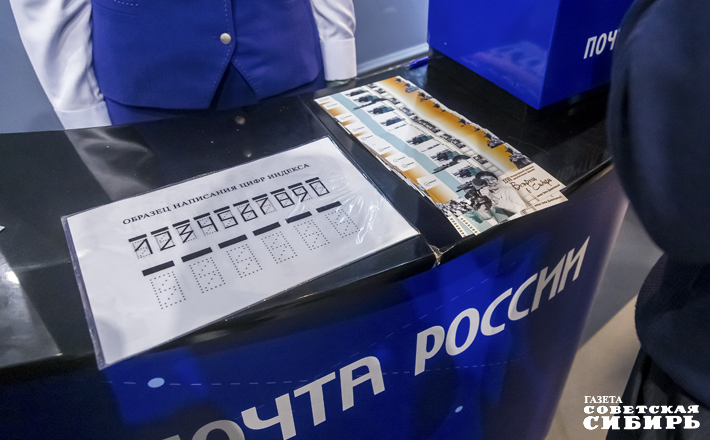 ПОЧ
ОБРАЗЕЦ НАПИСАНИЯ ЦИФР ИНДЕКСА
1234567890
ПОЧТА РОССИИ
ГАЗЕТА
СОВЕТСКАЯ
СИБИРЬ